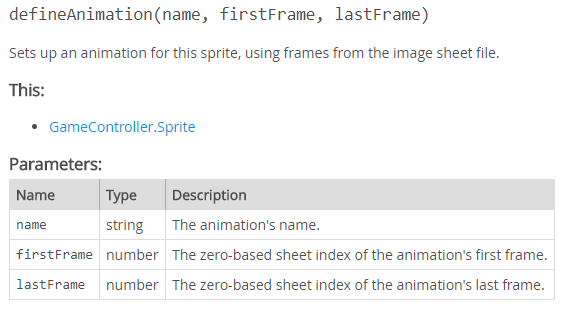 defineAnimation(name, firstFrame, lastFrame)
Sets up an animation for this sprite, using frames from the image sheet file.
This:
• GameController.Sprite
Parameters:
Name Type Description
name string The animation's name.
firstFrame number The zero-based sheet index of the animation's first frame.
lastFrame number The zero-based sheet index of the animation's last frame.